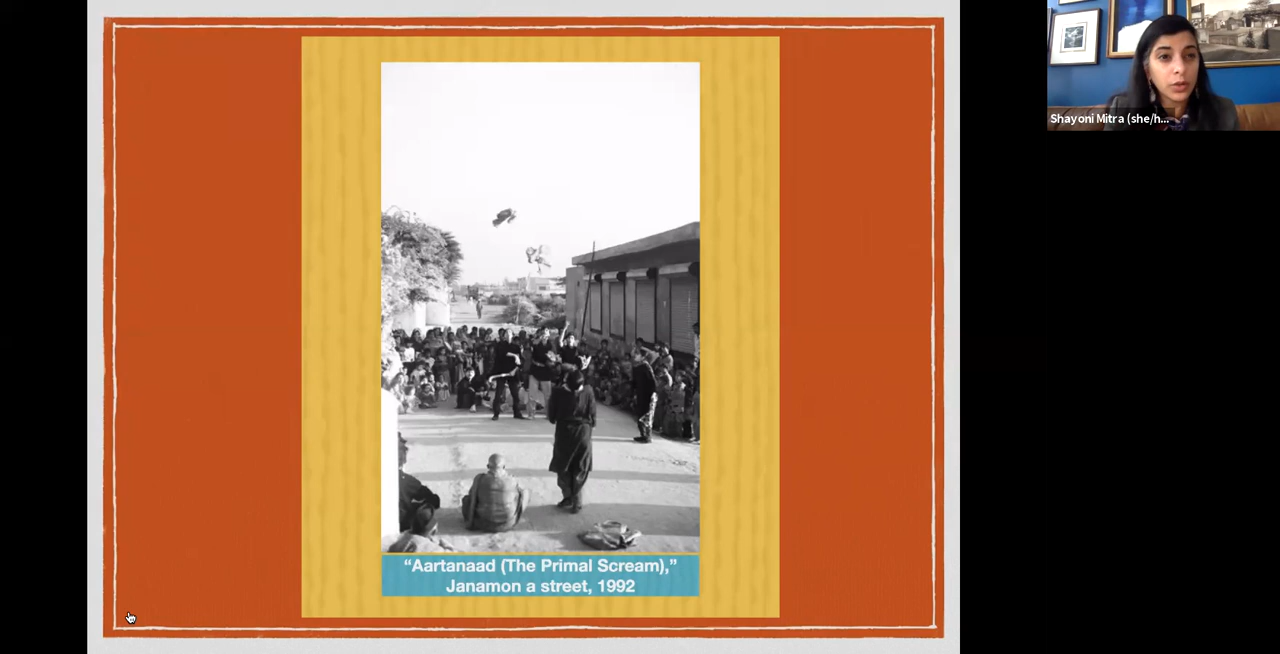 “Aartanaad (The Primal Scream),”
Janamon a street, 1992
Shayoni Mitra (she/h...